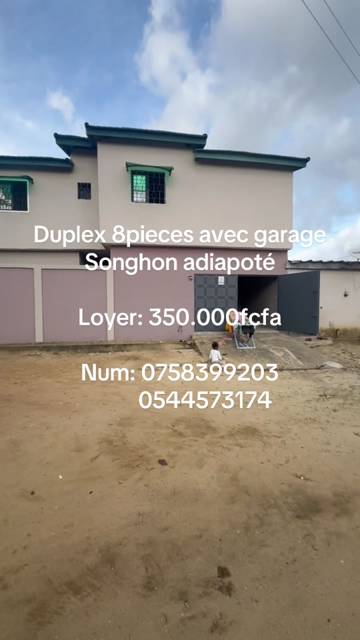 Duplex 8pieces avec garage
Songhon adiapoté
Loyer: 350.000fcfa
Num: 0758399203
0544573174